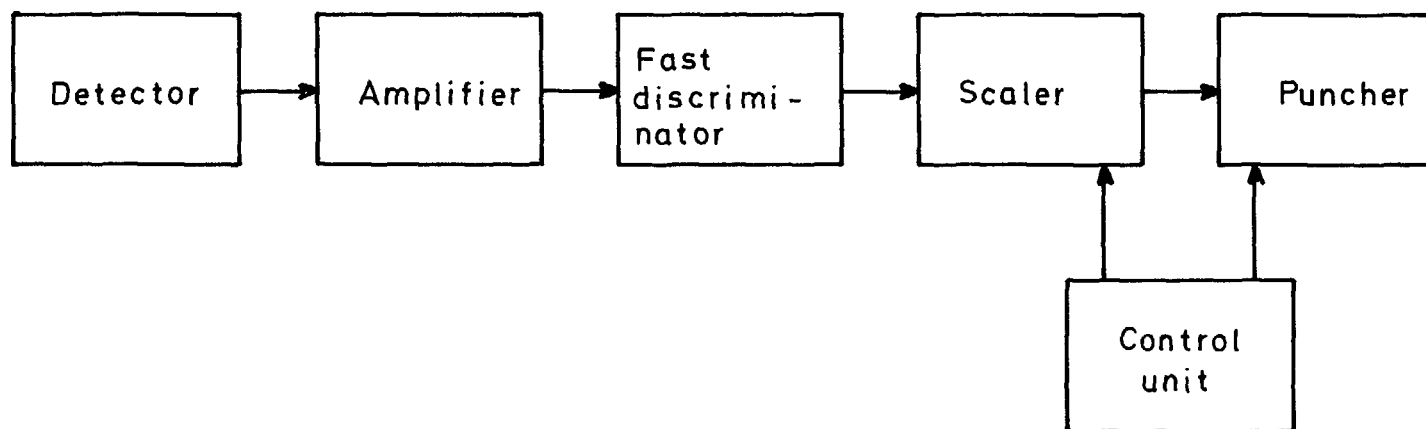 Detector
Amplifier
Fast
discrimi-
nator
Scaler
Puncher
Control
unit